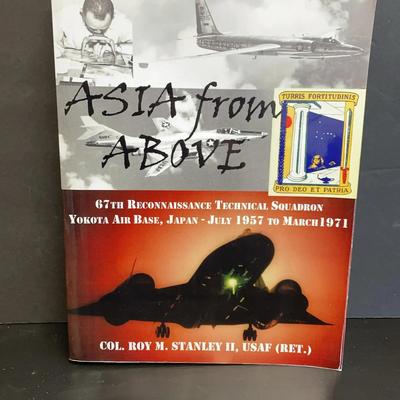 ASIA from
ABOVE
TURRIS FORTITUDINIS
PRO DEO ET PATRIA
67TH RECONNAISSANCE TECHNICAL SQUADRON
YOKOTA AIR BASE, JAPAN - JULY 1957 TO MARCH 1971
COL. ROY M. STANLEY II, USAF (RET.)